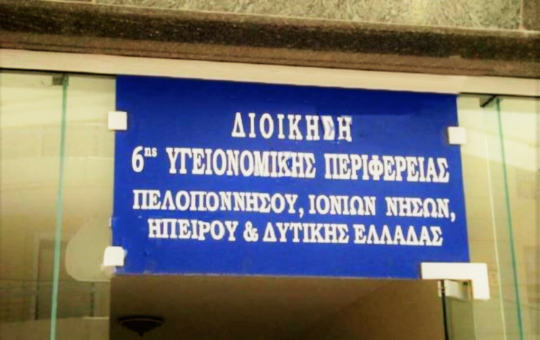 ΔΙΟΙΚΗΣΗ
6ης ΥΓΕΙΟΝΟΜΙΚΗΣ ΠΕΡΙΦΕΡΕΙΑΣ
ΠΕΛΟΠΟΝΝΗΣΟΥ, ΙΟΝΙΩΝ ΝΗΣΩΝ,
ΗΠΕΙΡΟΥ & ΔΥΤΙΚΗΣ ΕΛΛΑΔΑΣ